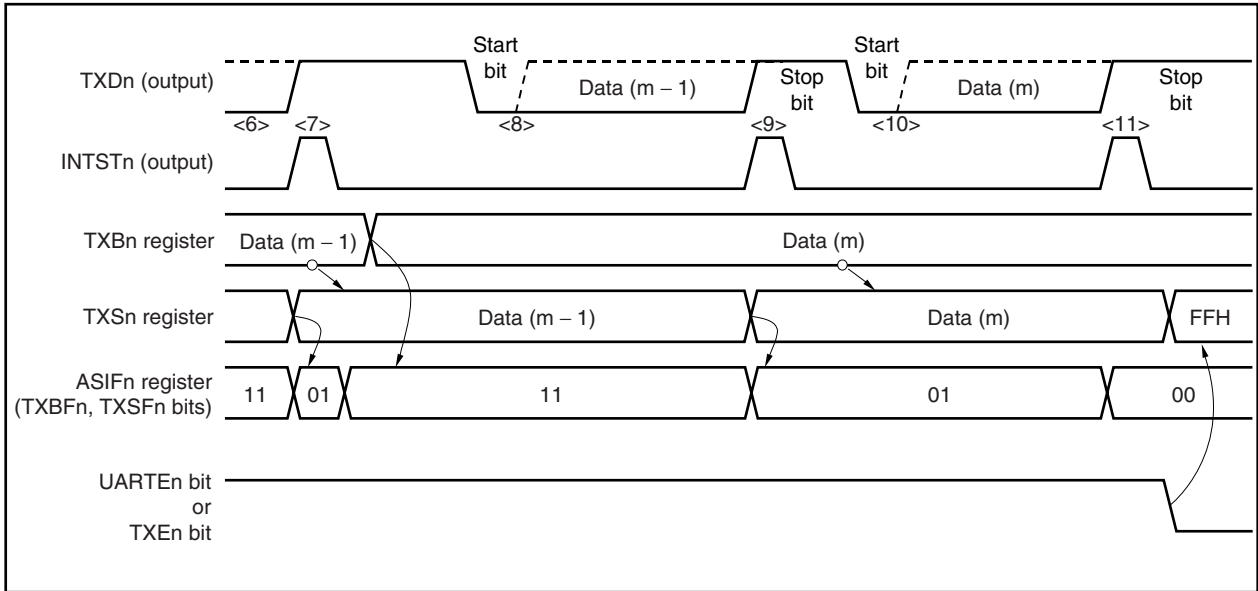 Start
bit
Start
bit
TXDn (output)
Data (m – 1)
Stop
bit
Data (m)
Stop
bit
<6> <7> <8> <9> <10> <11>
INTSTn (output)
TXBn register
Data (m – 1)
Data (m)
TXSn register
Data (m – 1)
Data (m)
FFH
ASIFn register
(TXBFn, TXSFn bits)
11
01
11
01
00
UARTEn bit
or
TXEn bit